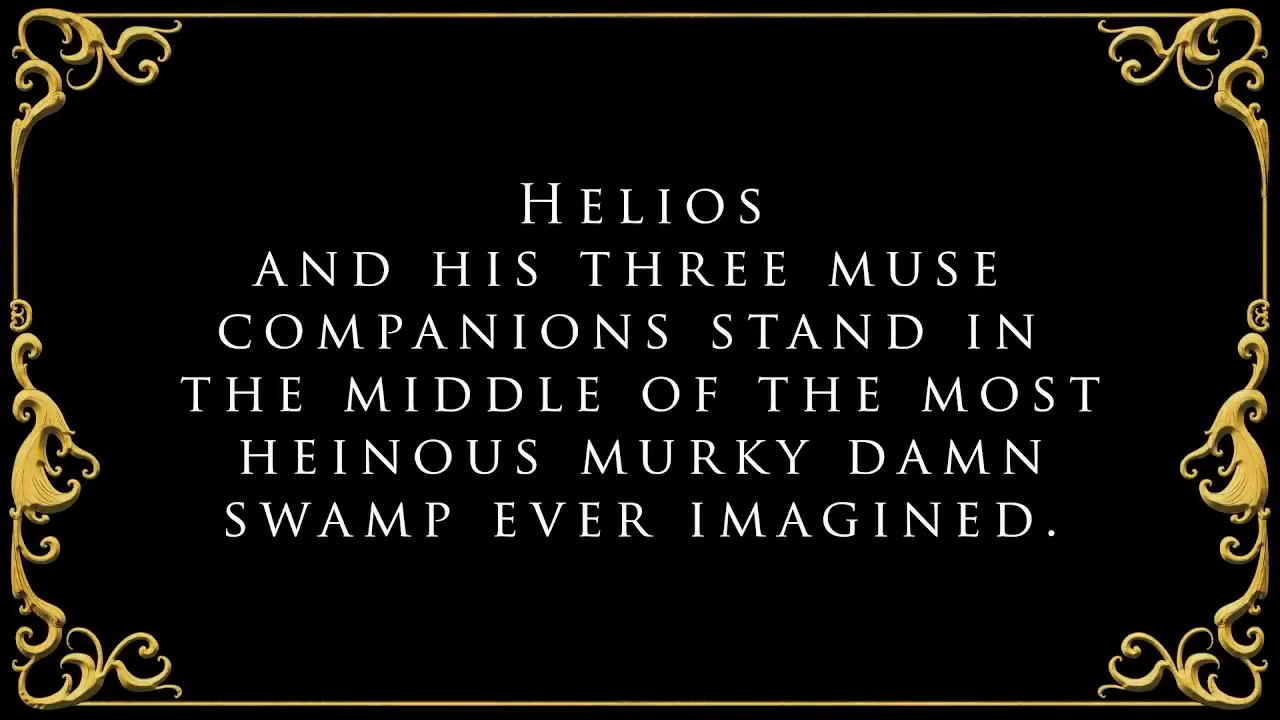 Helios
and his three muse
companions stand in
the middle of the most
heinous murky damn
swamp ever imagined.